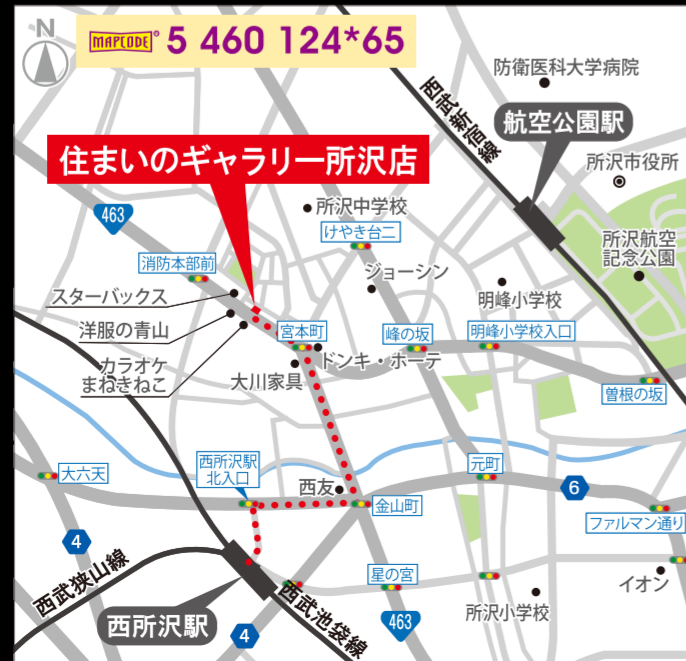 N
MAPCODE® 5 460 124*65
防衛医科大学病院
西武新宿線
航空公園駅
所沢市役所
住まいのギャラリー所沢店
所沢中学校
463
けやき台二
所沢航空
記念公園
消防本部前
ジョーシン
スターバックス
明峰小学校
洋服の青山
宮本町
峰の坂
明峰小学校入口
カラオケ
まねきねこ
ドンキ・ホーテ
大川家具
曽根の坂
西所沢駅
北入口
大六天
元町
西友
6
金山町
ファルマン通り
4
西武狭山線
星の宮
イオン
西武池袋線
所沢小学校
西所沢駅
4
463